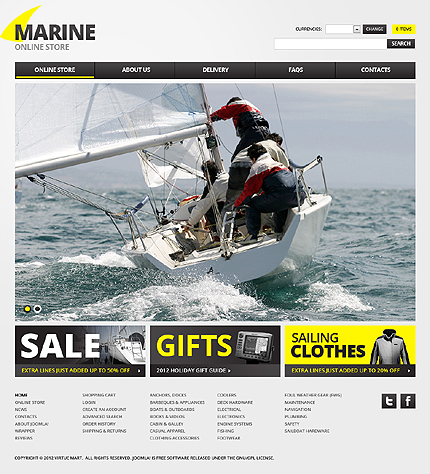 MARINE
ONLINE STORE
CURRENCIES:
CHANGE
0 ITEMS
SEARCH
ONLINE STORE ABOUT US DELIVERY FAQS CONTACTS
SALE
EXTRA LINES JUST ADDED UP TO 50% OFF
GIFTS
2012 HOLIDAY GIFT GUIDE
SAILING
CLOTHES
EXTRA LINES JUST ADDED UP TO 20% OFF
HOME
ONLINE STORE
NEWS
CONTACTS
ABOUT JOOMLA!
WRAPPER
REVIEWS
SHOPPING CART
LOGIN
CREATE AN ACCOUNT
ADVANCED SEARCH
ORDER HISTORY
SHIPPING & RETURNS
ANCHORS, DOCKS
BARBEQUES & APPLIANCES
BOATS & OUTBOARDS
BOOKS & VIDEOS
CABIN & GALLEY
CASUAL APPAREL
CLOTHING ACCESSORIES
COOLERS
DECK HARDWARE
ELECTRICAL
ELECTRONICS
ENGINE SYSTEMS
FISHING
FOOTWEAR
FOUL WEATHER GEAR (FWG)
MAINTENANCE
NAVIGATION
PLUMBING
SAFETY
SAILBOAT HARDWARE
COPYRIGHT © 2012 VIRTUE MART. ALL RIGHTS RESERVED. JOOMLA! IS FREE SOFTWARE RELEASED UNDER THE GNU/GPL LICENSE.